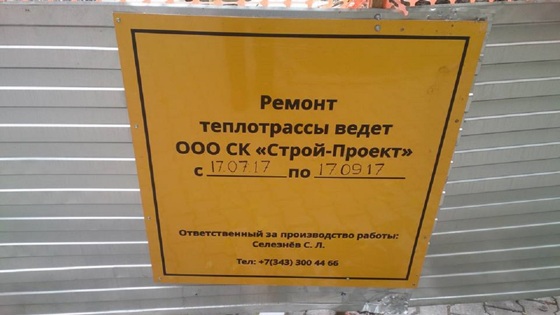 Ремонт
теплотрассы ведет
ООО СК «Строй-Проект»
с 17.07.17 по 17.09.17
Ответственный за производство работы:
Селезнёв С. Л.
Тел: +7(343) 300 44 66